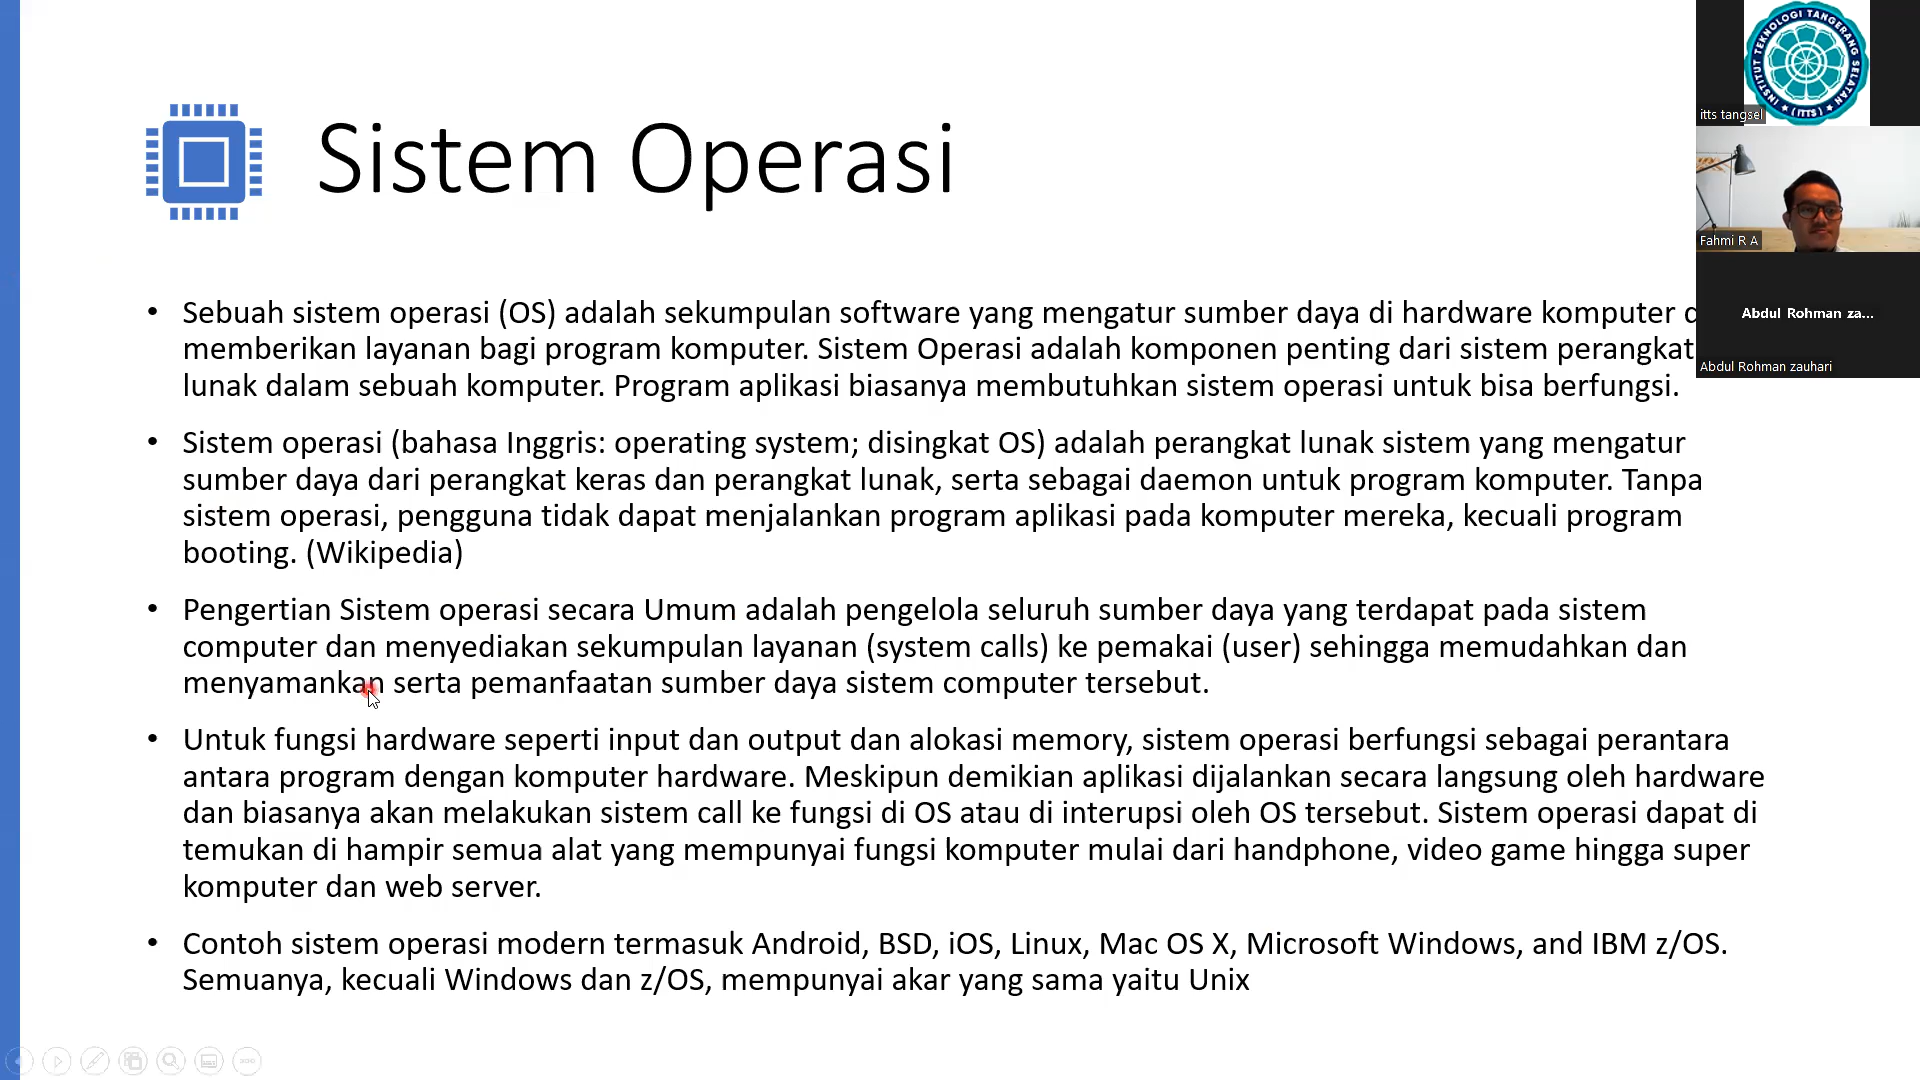 Sistem Operasi
• Sebuah sistem operasi (OS) adalah sekumpulan software yang mengatur sumber daya di hardware komputer
memberikan layanan bagi program komputer. Sistem Operasi adalah komponen penting dari sistem perangkat
lunak dalam sebuah komputer. Program aplikasi biasanya membutuhkan sistem operasi untuk bisa berfungsi.
• Sistem operasi (bahasa Inggris: operating system; disingkat OS) adalah perangkat lunak sistem yang mengatur
sumber daya dari perangkat keras dan perangkat lunak, serta sebagai daemon untuk program komputer. Tanpa
sistem operasi, pengguna tidak dapat menjalankan program aplikasi pada komputer mereka, kecuali program
booting. (Wikipedia)
• Pengertian Sistem operasi secara Umum adalah pengelola seluruh sumber daya yang terdapat pada sistem
computer dan menyediakan sekumpulan layanan (system calls) ke pemakai (user) sehingga memudahkan dan
menyamankan serta pemanfaatan sumber daya sistem computer tersebut.
• Untuk fungsi hardware seperti input dan output dan alokasi memory, sistem operasi berfungsi sebagai perantara
antara program dengan komputer hardware. Meskipun demikian aplikasi dijalankan secara langsung oleh hardware
dan biasanya akan melakukan sistem call ke fungsi di OS atau di interupsi oleh OS tersebut. Sistem operasi dapat di
temukan di hampir semua alat yang mempunyai fungsi komputer mulai dari handphone, video game hingga super
komputer dan web server.
• Contoh sistem operasi modern termasuk Android, BSD, iOS, Linux, Mac OS X, Microsoft Windows, and IBM z/OS.
Semuanya, kecuali Windows dan z/OS, mempunyai akar yang sama yaitu Unix
INSTITUT TEKNOLOGI TANGERANG SELATAN
(ITTS)
itts tangsel
Fahmi R A
Abdul Rohman za...
Abdul Rohman zauhari